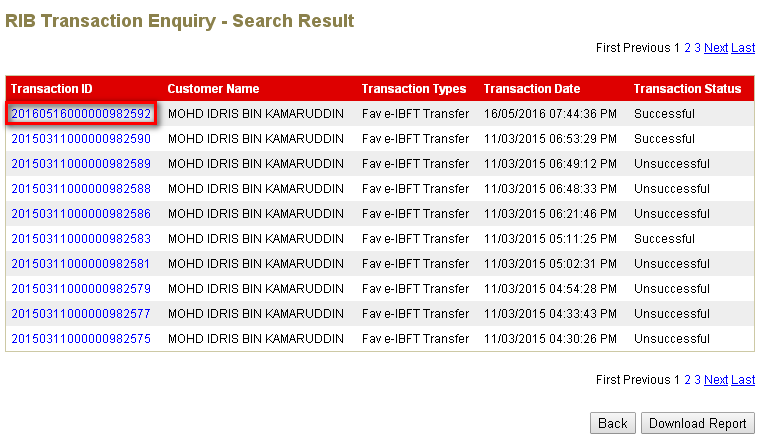 RIB Transaction Enquiry - Search Result
First Previous 1 2 3 Next Last
Transaction ID Customer Name Transaction Types Transaction Date Transaction Status
20160516000000982592 MOHD IDRIS BIN KAMARUDDIN Fav e-IBFT Transfer 16/05/2016 07:44:36 PM Successful
20150311000000982590 MOHD IDRIS BIN KAMARUDDIN Fav e-IBFT Transfer 11/03/2015 06:53:29 PM Successful
20150311000000982589 MOHD IDRIS BIN KAMARUDDIN Fav e-IBFT Transfer 11/03/2015 06:49:12 PM Unsuccessful
20150311000000982588 MOHD IDRIS BIN KAMARUDDIN Fav e-IBFT Transfer 11/03/2015 06:48:33 PM Unsuccessful
20150311000000982586 MOHD IDRIS BIN KAMARUDDIN Fav e-IBFT Transfer 11/03/2015 06:21:46 PM Unsuccessful
20150311000000982583 MOHD IDRIS BIN KAMARUDDIN Fav e-IBFT Transfer 11/03/2015 05:11:25 PM Successful
20150311000000982581 MOHD IDRIS BIN KAMARUDDIN Fav e-IBFT Transfer 11/03/2015 05:02:31 PM Unsuccessful
20150311000000982579 MOHD IDRIS BIN KAMARUDDIN Fav e-IBFT Transfer 11/03/2015 04:54:28 PM Unsuccessful
20150311000000982577 MOHD IDRIS BIN KAMARUDDIN Fav e-IBFT Transfer 11/03/2015 04:33:43 PM Unsuccessful
20150311000000982575 MOHD IDRIS BIN KAMARUDDIN Fav e-IBFT Transfer 11/03/2015 04:30:26 PM Unsuccessful
First Previous 1 2 3 Next Last
Back Download Report